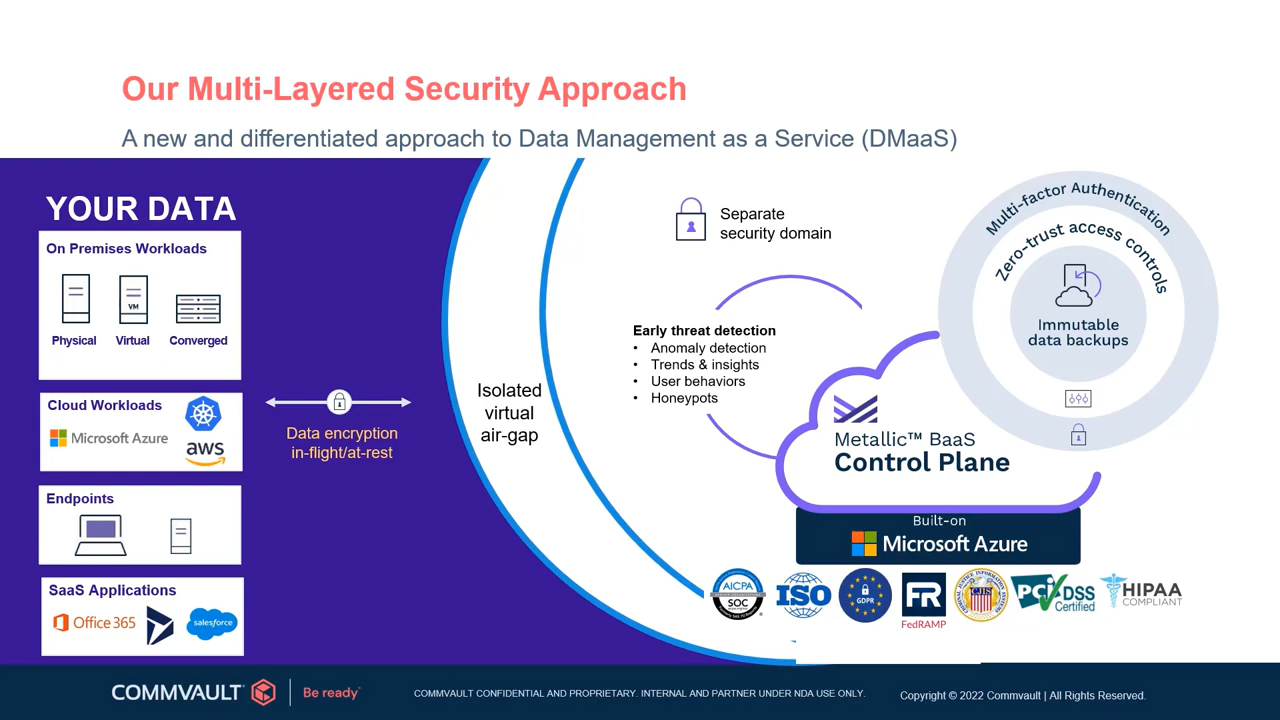 Our Multi-Layered Security Approach
A new and differentiated approach to Data Management as a Service (DMaaS)
YOUR DATA
On Premises Workloads
VM
Physical
Virtual
Converged
Cloud Workloads
Microsoft Azure
aws
Endpoints
SaaS Applications
Office 365
salesforce
Data encryption
in-flight/at-rest
Isolated
virtual
air-gap
Separate
security domain
Early threat detection
• Anomaly detection
• Trends & insights
• User behaviors
• Honeypots
Multi-factor Authentication
Zero-trust access controls
Immutable
data backups
Metallic™ BaaS
Control Plane
Built-on
Microsoft Azure
AICPA
SOC
ISO
GDPR
FR
FedRAMP
CJIS
PCI DSS
Certified
HIPAA
COMPLIANT
COMMVAULT
Be ready
COMMVAULT CONFIDENTIAL AND PROPRIETARY. INTERNAL AND PARTNER UNDER NDA USE ONLY.
Copyright © 2022 Commvault | All Rights Reserved.